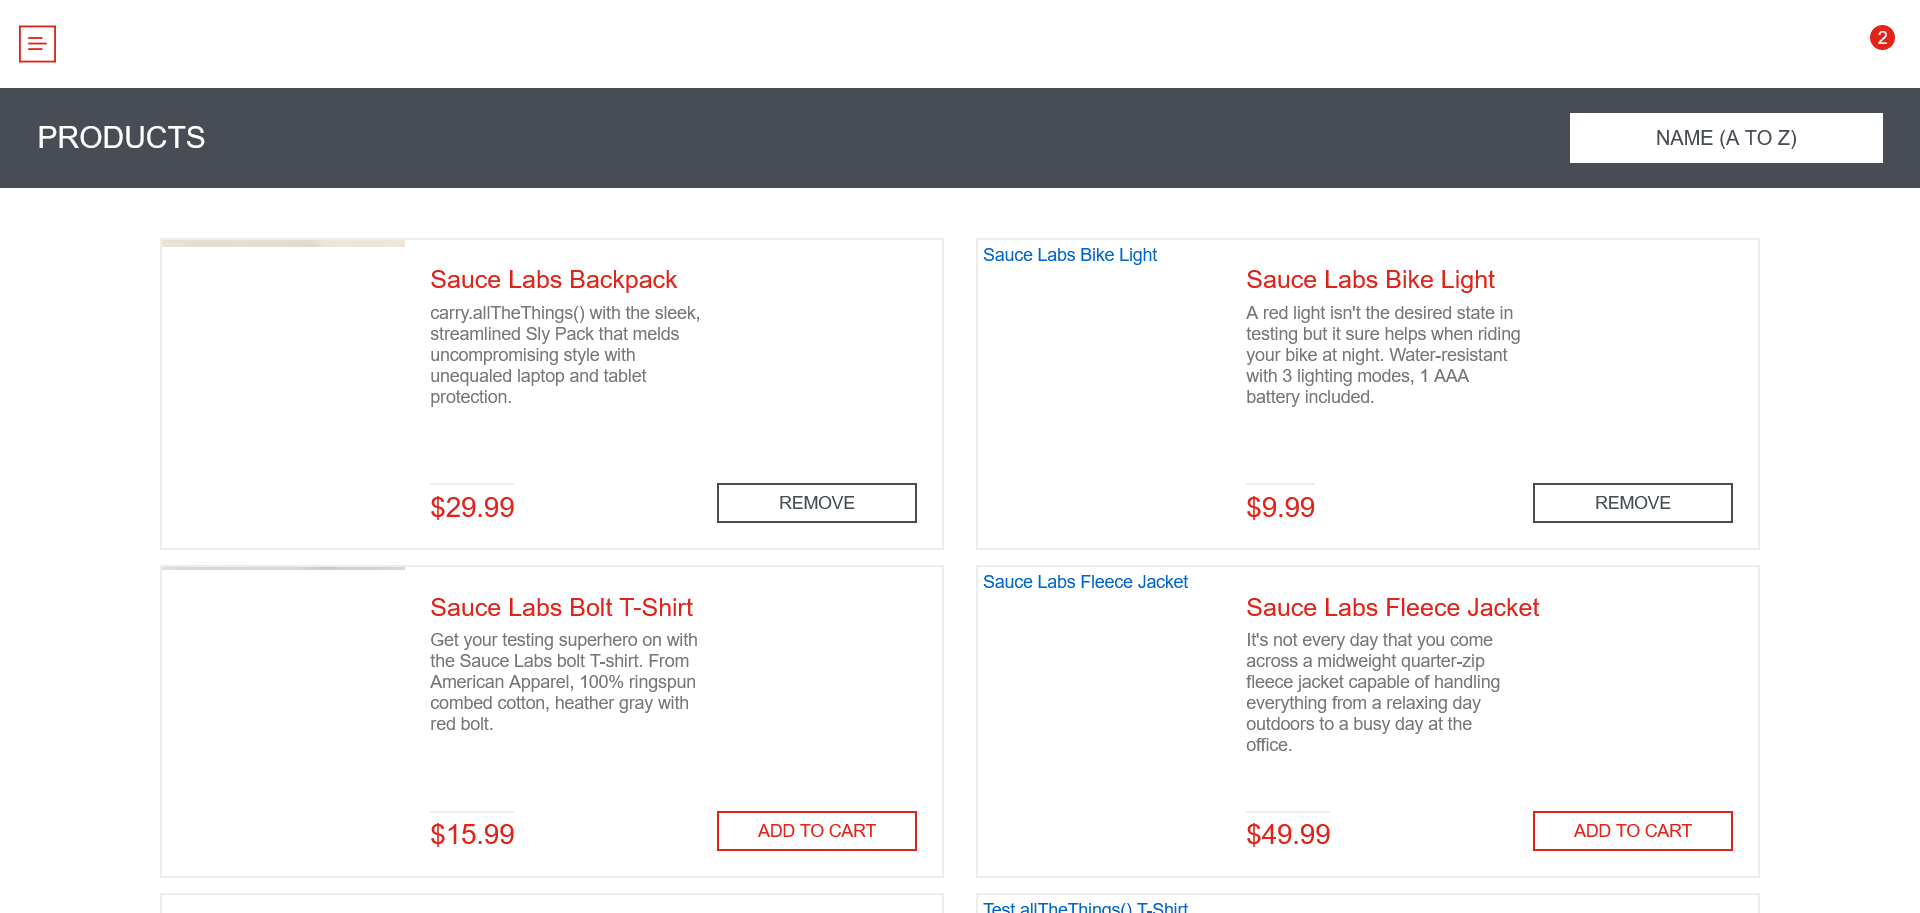 2
PRODUCTS
NAME (A TO Z)
Sauce Labs Backpack
carry.allTheThings() with the sleek,
streamlined Sly Pack that melds
uncompromising style with
unequaled laptop and tablet
protection.
$29.99
REMOVE
Sauce Labs Bike Light
Sauce Labs Bike Light
A red light isn't the desired state in
testing but it sure helps when riding
your bike at night. Water-resistant
with 3 lighting modes, 1 AAA
battery included.
$9.99
REMOVE
Sauce Labs Bolt T-Shirt
Get your testing superhero on with
the Sauce Labs bolt T-shirt. From
American Apparel, 100% ringspun
combed cotton, heather gray with
red bolt.
$15.99
ADD TO CART
Sauce Labs Fleece Jacket
Sauce Labs Fleece Jacket
It's not every day that you come
across a midweight quarter-zip
fleece jacket capable of handling
everything from a relaxing day
outdoors to a busy day at the
office.
$49.99
ADD TO CART
Test.allTheThings() T-Shirt